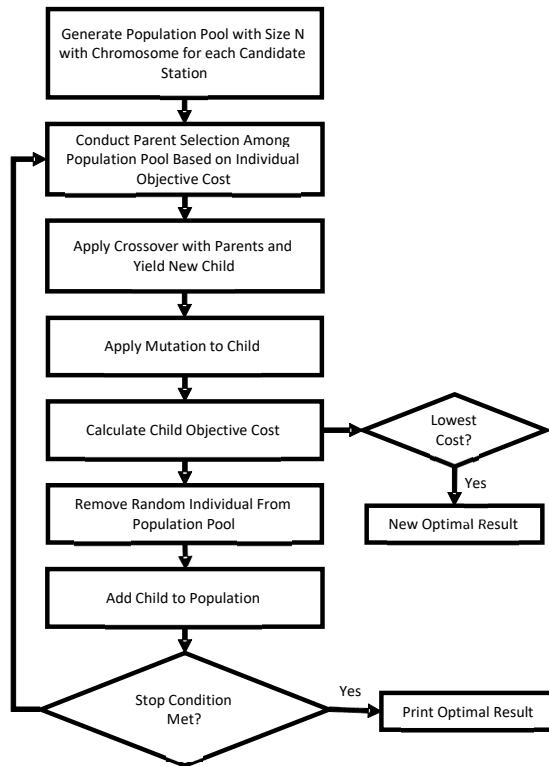 Generate Population Pool with Size N
with Chromosome for each Candidate
Station
Conduct Parent Selection Among
Population Pool Based on Individual
Objective Cost
Apply Crossover with Parents and
Yield New Child
Apply Mutation to Child
Calculate Child Objective Cost
Lowest
Cost?
Yes
Remove Random Individual From
Population Pool
New Optimal Result
Add Child to Population
Stop Condition
Met?
Yes
Print Optimal Result